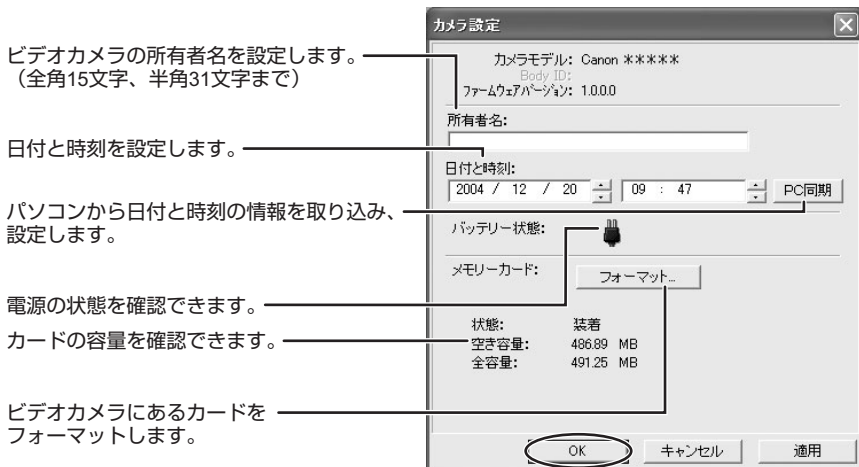 ビデオカメラの所有者名を設定します。
（全角15文字、半角31文字まで）
日付と時刻を設定します。
パソコンから日付と時刻の情報を取り込み、
設定します。
電源の状態を確認できます。
カードの容量を確認できます。
ビデオカメラにあるカードを
フォーマットします。
カメラ設定
カメラモデル: Canon *****
Body ID:
ファームウェアバージョン: 1.0.0.0
所有者名:
日付と時刻:
2004 / 12 / 20 09 : 47 PC同期
バッテリー状態:
メモリーカード: フォーマット...
状態: 装着
空き容量: 486.89 MB
全容量: 491.25 MB
OK キャンセル 適用